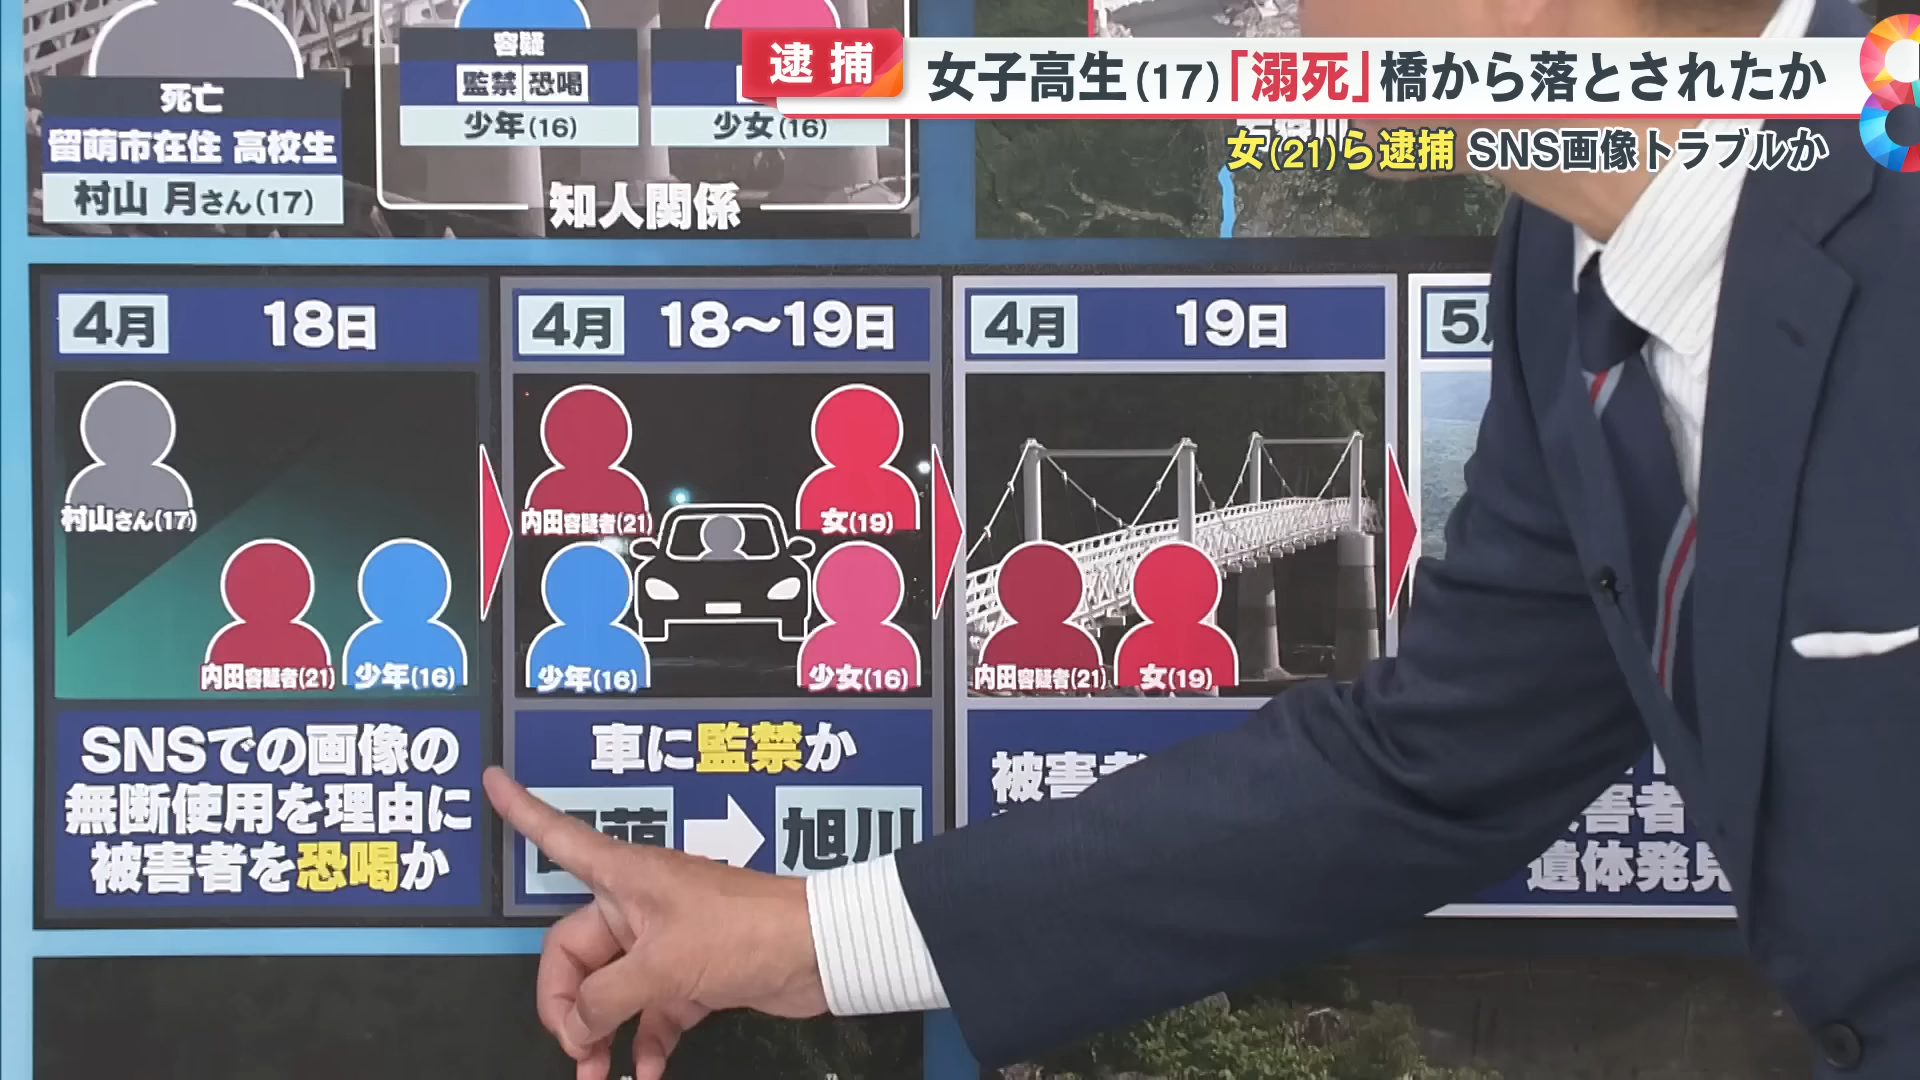 逮捕
女子高生(17)「溺死」橋から落とされたか
女(21)ら逮捕 SNS画像トラブルか
死亡
留萌市在住 高校生
村山 月さん(17)
容疑
監禁 恐喝
少年(16)
少女(16)
知人関係
4月 18日
村山さん(17)
内田容疑者(21)
少年(16)
SNSでの画像の
無断使用を理由に
被害者を恐喝か
4月 18〜19日
内田容疑者(21)
女(19)
少年(16)
少女(16)
車に監禁か
旭川
4月 19日
内田容疑者(21)
女(19)
被害者
5月
害者
遺体発見